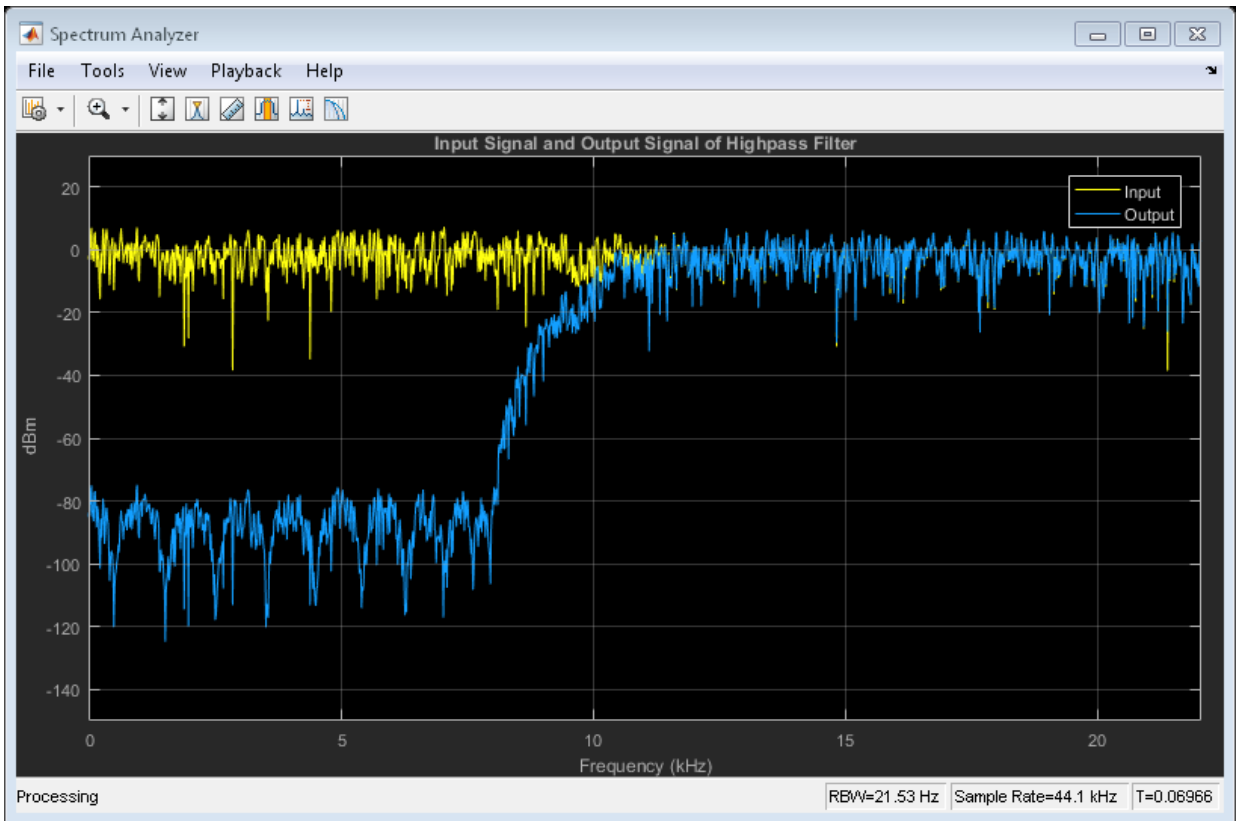 Spectrum Analyzer
File Tools View Playback Help
Input Signal and Output Signal of Highpass Filter
Input
Output
20
0
-20
-40
-60
-80
-100
-120
-140
dBm
0 5 10 15 20
Frequency (kHz)
Processing RBW=21.53 Hz Sample Rate=44.1 kHz T=0.06966